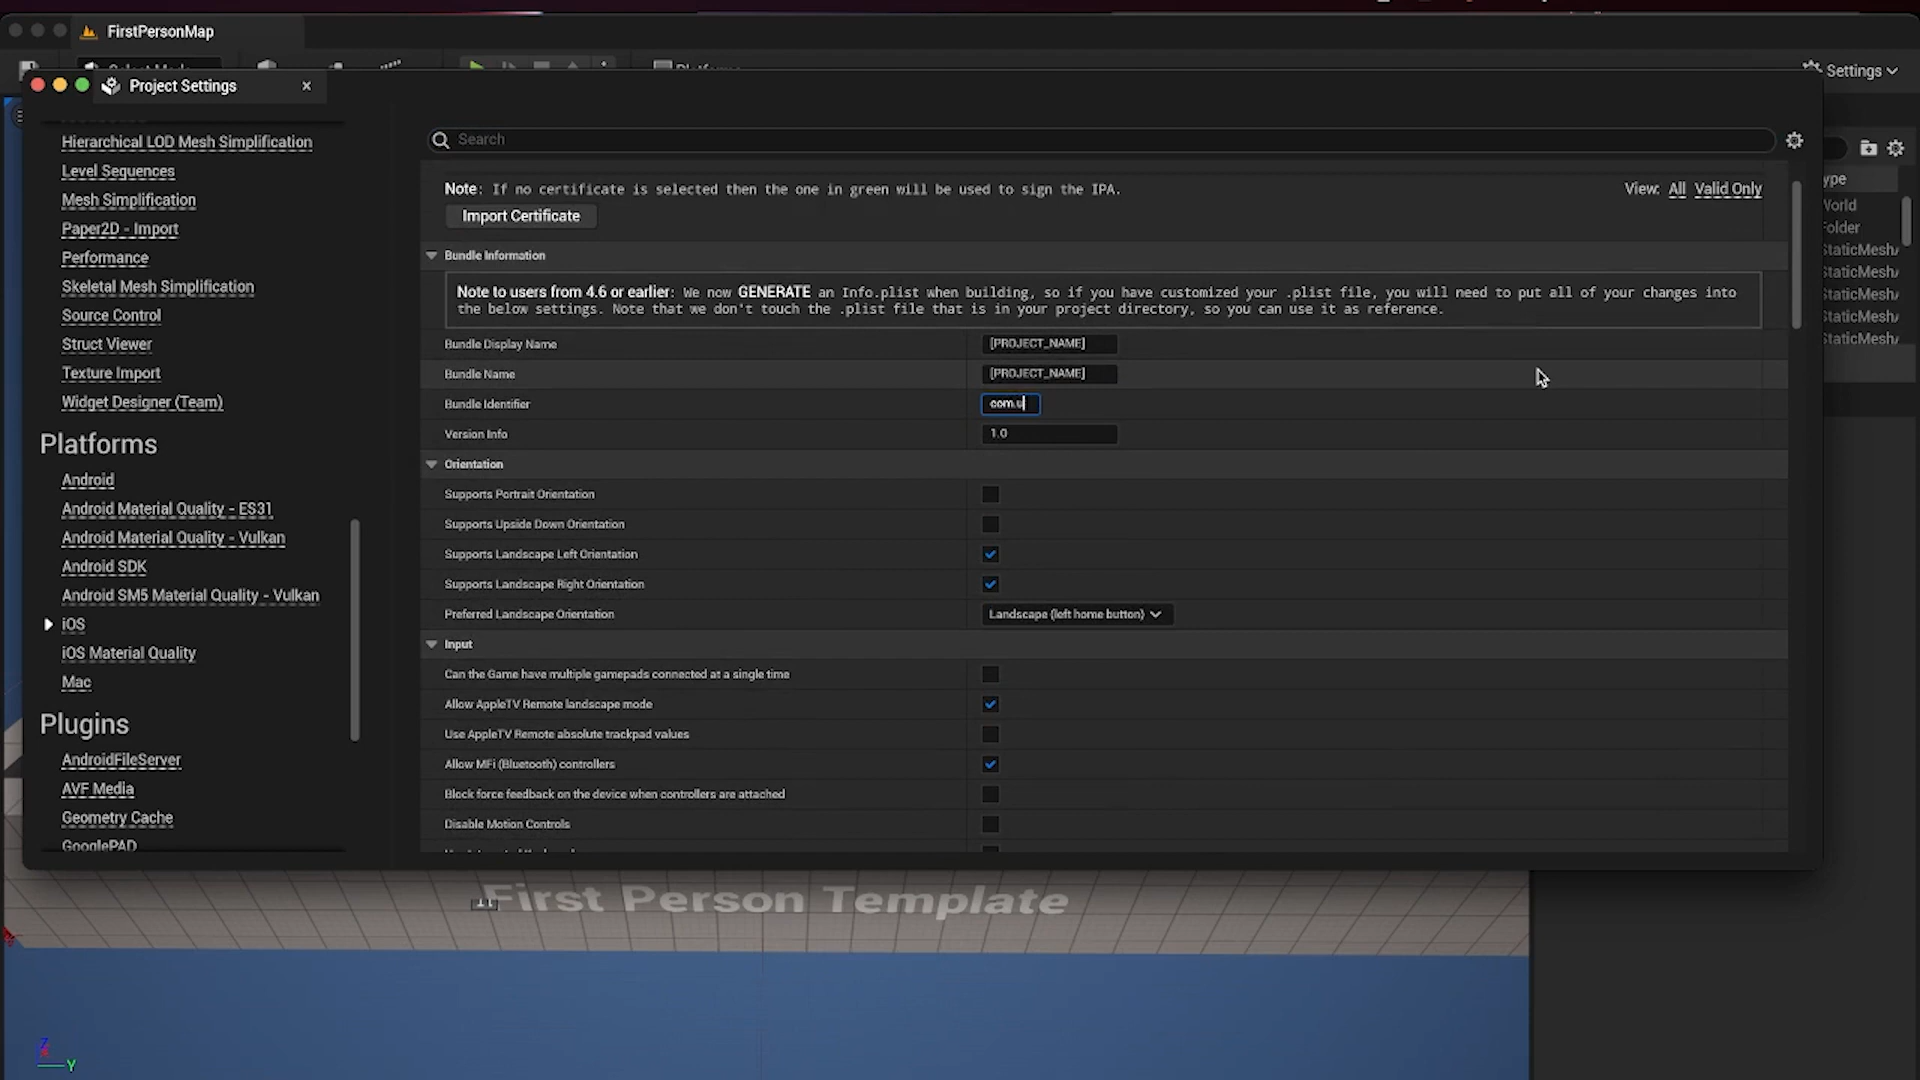 FirstPersonMap
Settings
Project Settings
Hierarchical LOD Mesh Simplification
Level Sequences
Mesh Simplification
Paper2D - Import
Performance
Skeletal Mesh Simplification
Source Control
Struct Viewer
Texture Import
Widget Designer (Team)
Platforms
Android
Android Material Quality - ES31
Android Material Quality - Vulkan
Android SDK
Android SM5 Material Quality - Vulkan
iOS
iOS Material Quality
Mac
Plugins
AndroidFileServer
AVF Media
Geometry Cache
GooglePAD
Search
Note: If no certificate is selected then the one in green will be used to sign the IPA.
View: All Valid Only
Import Certificate
Bundle Information
Note to users from 4.6 or earlier: We now GENERATE an Info.plist when building, so if you have customized your .plist file, you will need to put all of your changes into
the below settings. Note that we don't touch the .plist file that is in your project directory, so you can use it as reference.
Bundle Display Name [PROJECT_NAME]
Bundle Name [PROJECT_NAME]
Bundle Identifier com.u
Version Info 1.0
Orientation
Supports Portrait Orientation
Supports Upside Down Orientation
Supports Landscape Left Orientation
Supports Landscape Right Orientation
Preferred Landscape Orientation Landscape (left home button)
Input
Can the Game have multiple gamepads connected at a single time
Allow AppleTV Remote landscape mode
Use AppleTV Remote absolute trackpad values
Allow MFi (Bluetooth) controllers
Block force feedback on the device when controllers are attached
Disable Motion Controls
ype
World
Folder
StaticMesh
StaticMesh
StaticMesh
StaticMesh
StaticMesh
First Person Template
Z
Y